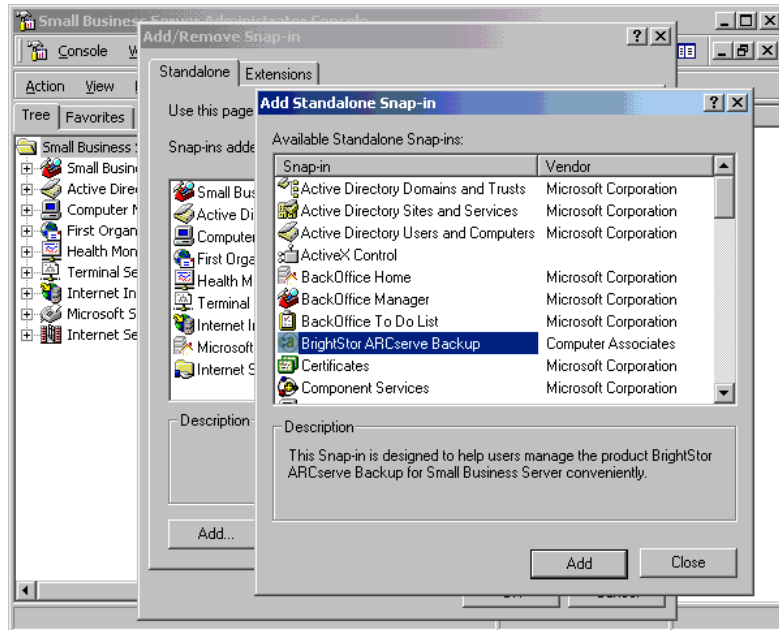 Small Business Server Administrator Console
Console
Action View
Tree Favorites
Small Business
Small Busin
Active Direc
Computer
First Organ
Health Mon
Terminal Se
Internet In
Microsoft S
Internet Se
Add/Remove Snap-in
Standalone Extensions
Use this page
Snap-ins adde
Small Bus
Active Di
Computer
First Orga
Health M
Terminal
Internet I
Microsoft
Internet S
Description
Add...
Add Standalone Snap-in
Available Standalone Snap-ins:
Snap-in Vendor
Active Directory Domains and Trusts Microsoft Corporation
Active Directory Sites and Services Microsoft Corporation
Active Directory Users and Computers Microsoft Corporation
ActiveX Control
BackOffice Home Microsoft Corporation
BackOffice Manager Microsoft Corporation
BackOffice To Do List Microsoft Corporation
BrightStor ARCserve Backup Computer Associates
Certificates Microsoft Corporation
Component Services Microsoft Corporation
Description
This Snap-in is designed to help users manage the product BrightStor
ARCserve Backup for Small Business Server conveniently.
Add Close